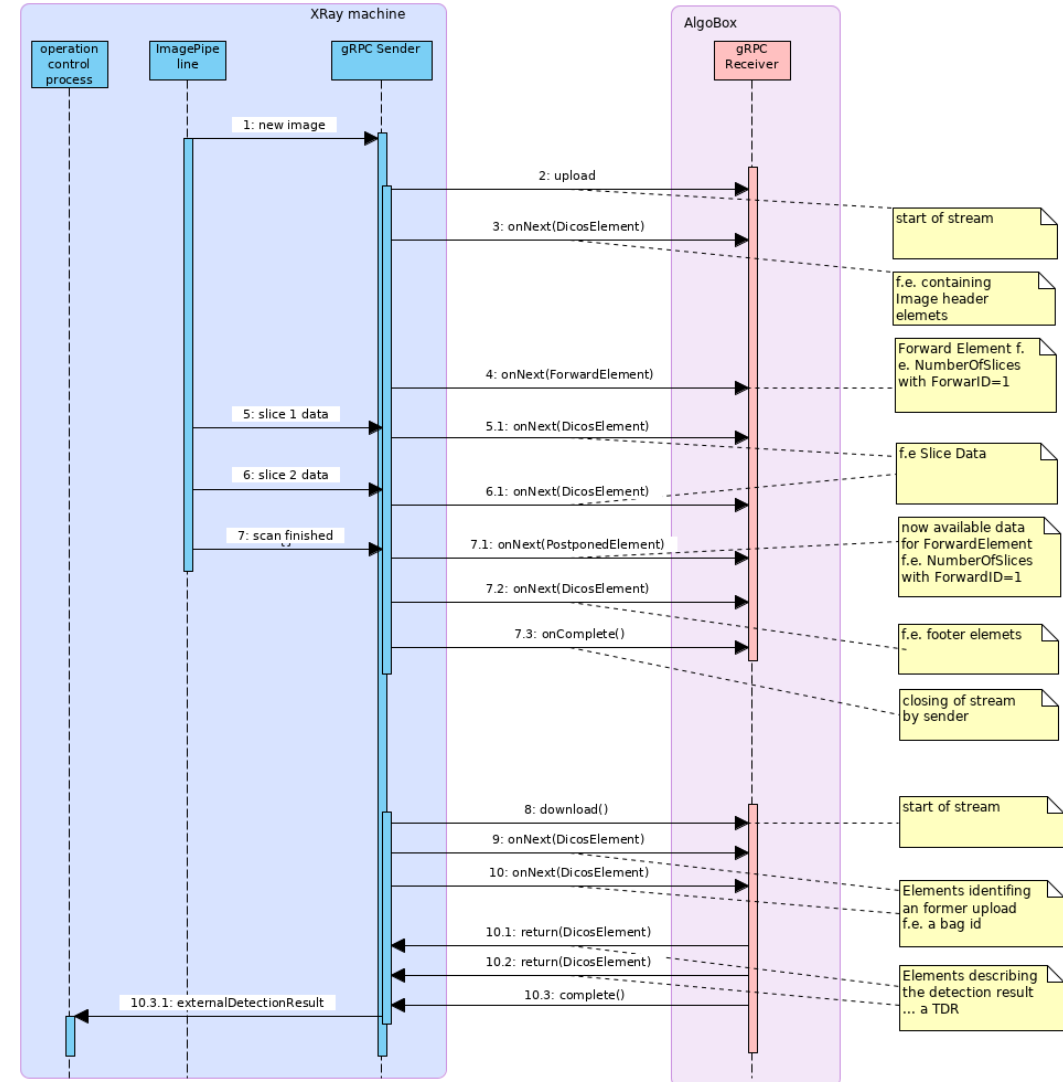 XRay machine
AlgoBox
operation
control
process
ImagePipe
line
gRPC Sender
gRPC
Receiver
1: new image
2: upload
start of stream
3: onNext(DicosElement)
f.e. containing
Image header
elemets
Forward Element f.
e. NumberOfSlices
with ForwarID=1
4: onNext(ForwardElement)
5: slice 1 data
5.1: onNext(DicosElement)
f.e Slice Data
6: slice 2 data
6.1: onNext(DicosElement)
now available data
for ForwardElement
f.e. NumberOfSlices
with ForwardID=1
7: scan finished
7.1: onNext(PostponedElement)
7.2: onNext(DicosElement)
f.e. footer elemets
7.3: onComplete()
closing of stream
by sender
8: download()
start of stream
9: onNext(DicosElement)
10: onNext(DicosElement)
Elements identifing
an former upload
f.e. a bag id
10.1: return(DicosElement)
10.2: return(DicosElement)
Elements describing
the detection result
... a TDR
10.3: complete()
10.3.1: externalDetectionResult